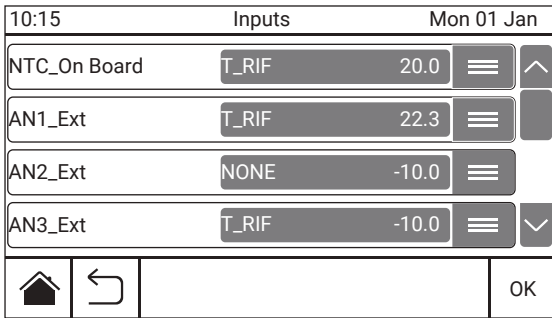 10:15 Inputs Mon 01 Jan
NTC_On Board T_RIF 20.0
AN1_Ext T_RIF 22.3
AN2_Ext NONE -10.0
AN3_Ext T_RIF -10.0
OK